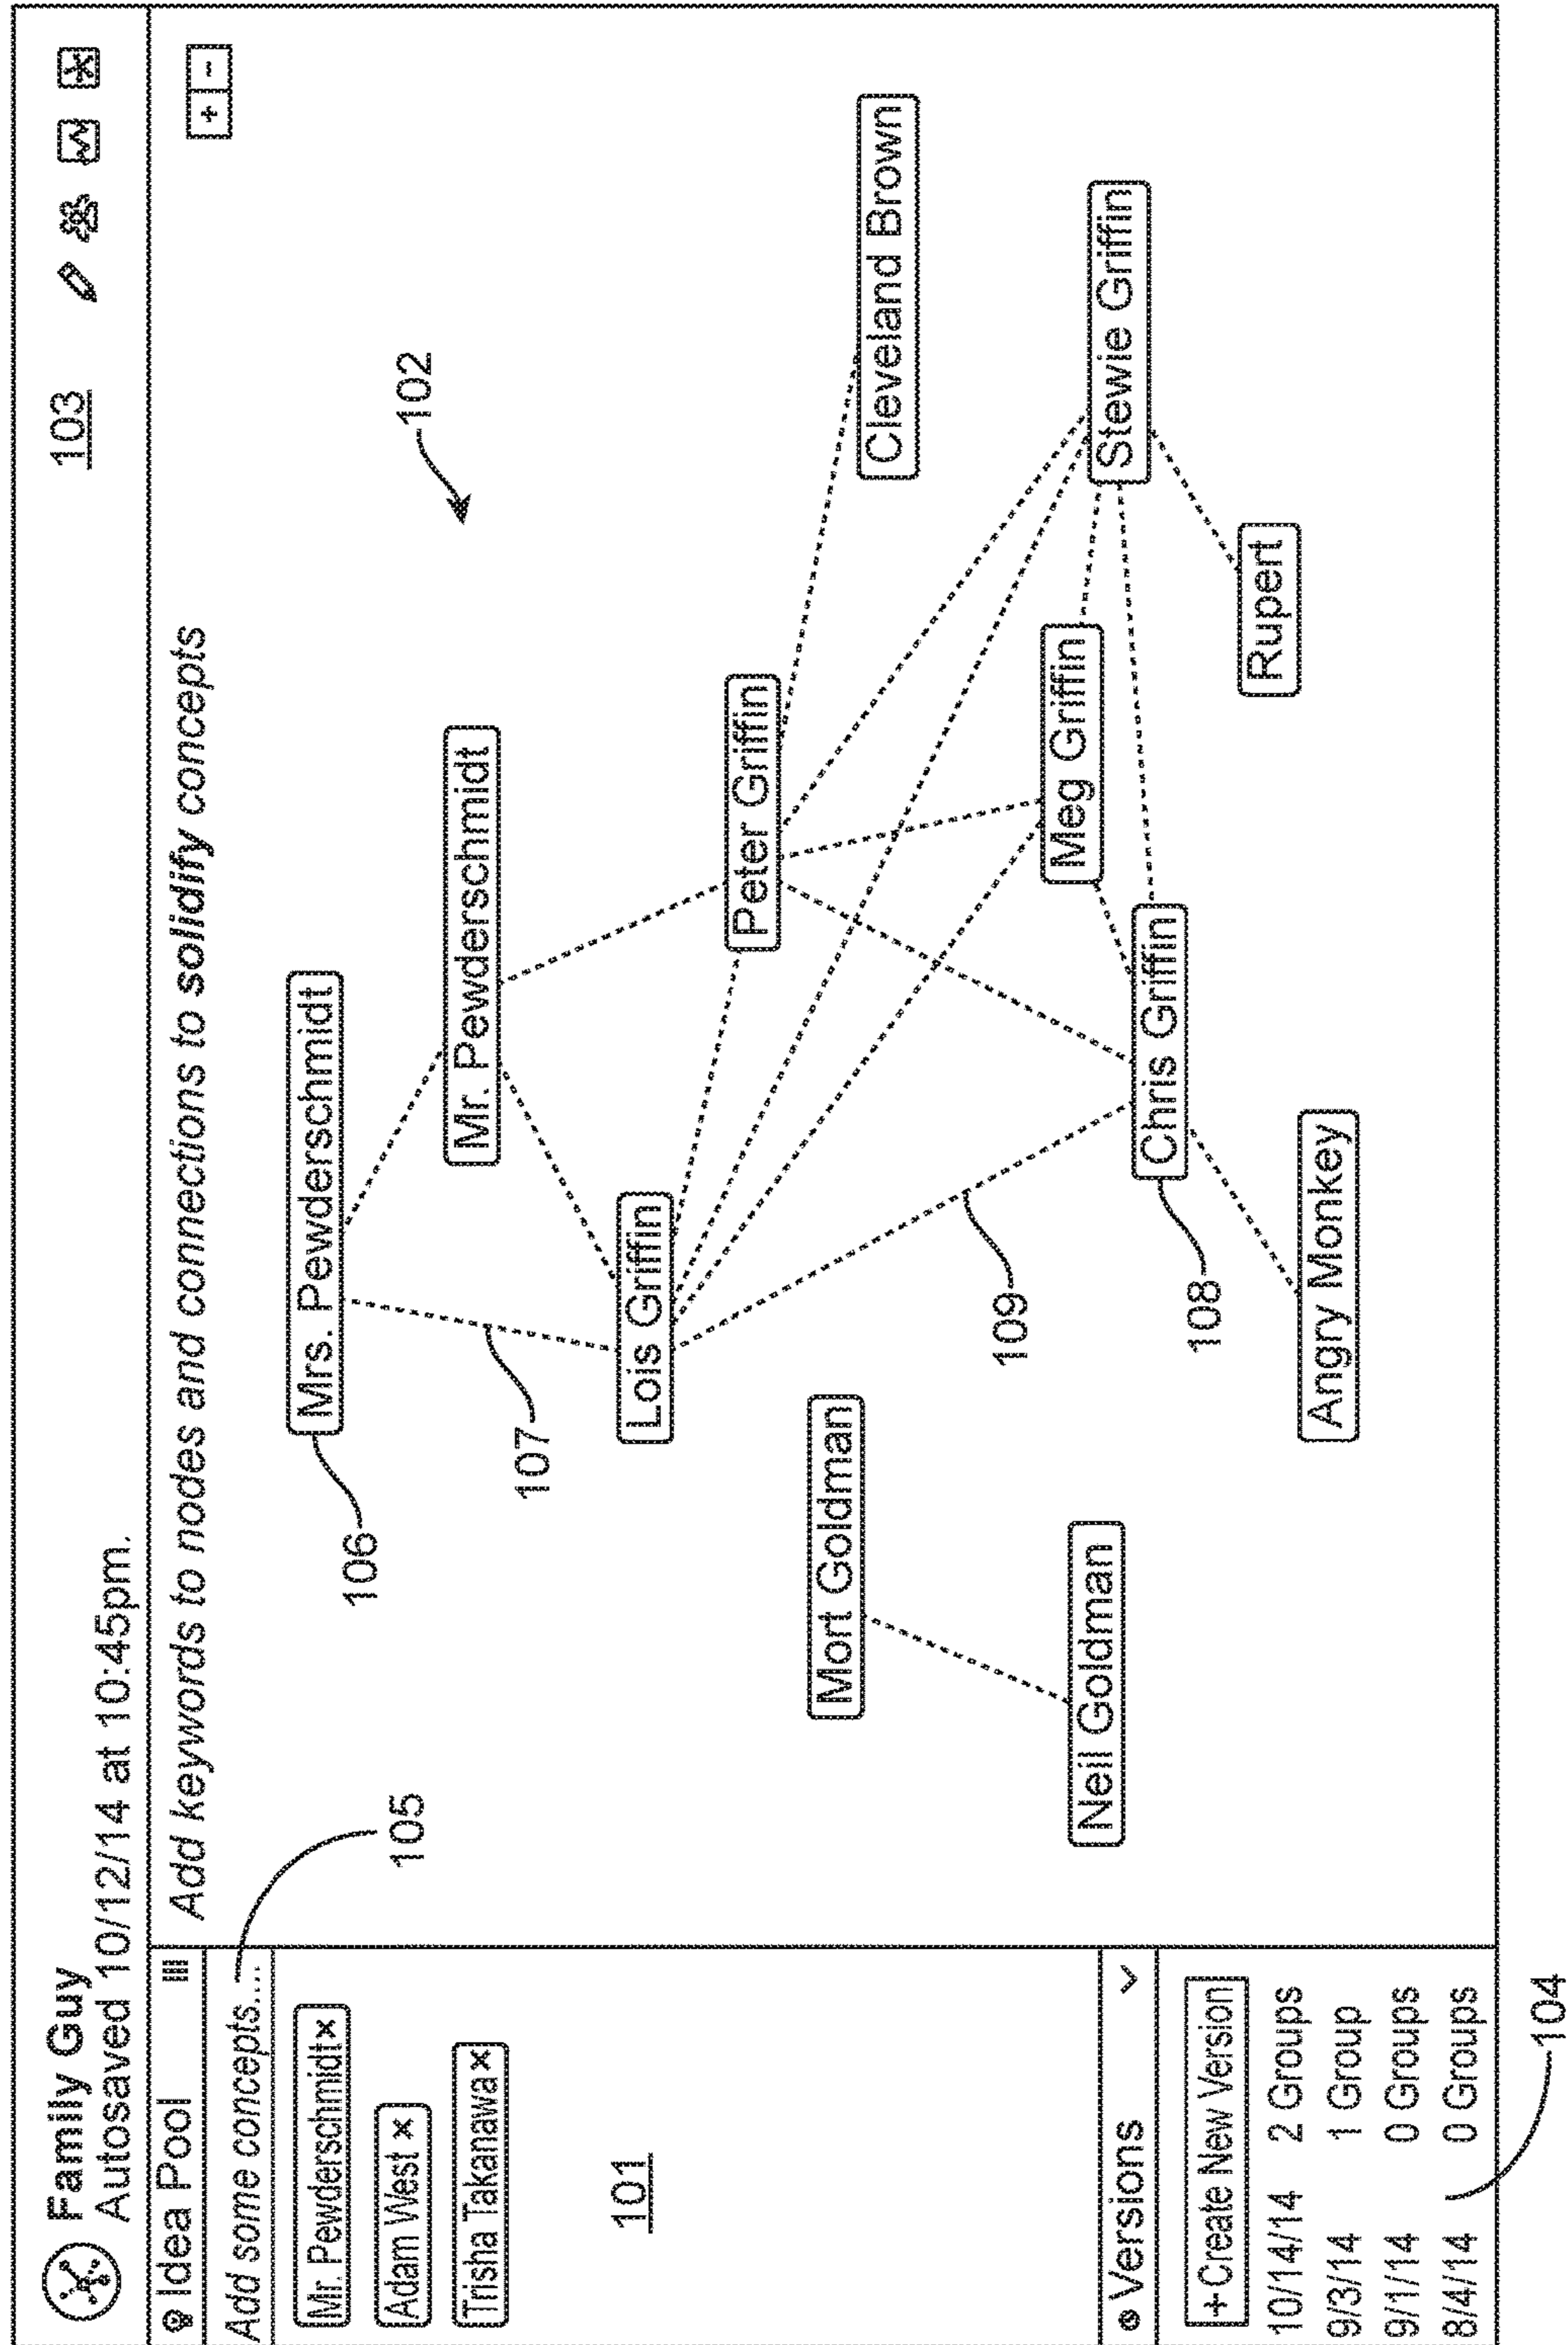 Family Guy
Autosaved 10/12/14 at 10:45pm.
103
Idea Pool
Add some concepts....
105
Mr. Pewderschmidt ×
Adam West ×
Trisha Takanawa ×
101
Versions
+ Create New Version
10/14/14 2 Groups
9/3/14 1 Group
9/1/14 0 Groups
8/4/14 0 Groups
104
Add keywords to nodes and connections to solidify concepts
+ −
102
106
Mrs. Pewderschmidt
Mr. Pewderschmidt
107
Lois Griffin
Peter Griffin
Mort Goldman
Cleveland Brown
109
Meg Griffin
Neil Goldman
Stewie Griffin
Chris Griffin
108
Rupert
Angry Monkey